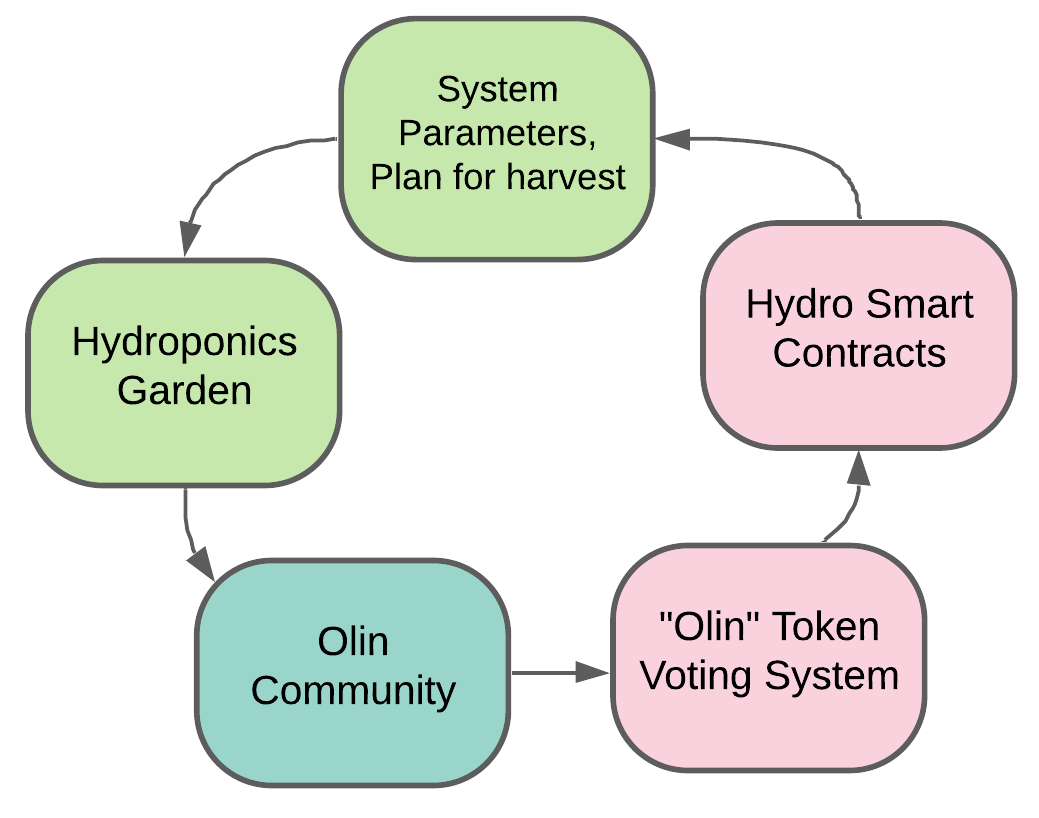 System
Parameters,
Plan for harvest
Hydro Smart
Contracts
Hydroponics
Garden
Olin
Community
"Olin" Token
Voting System